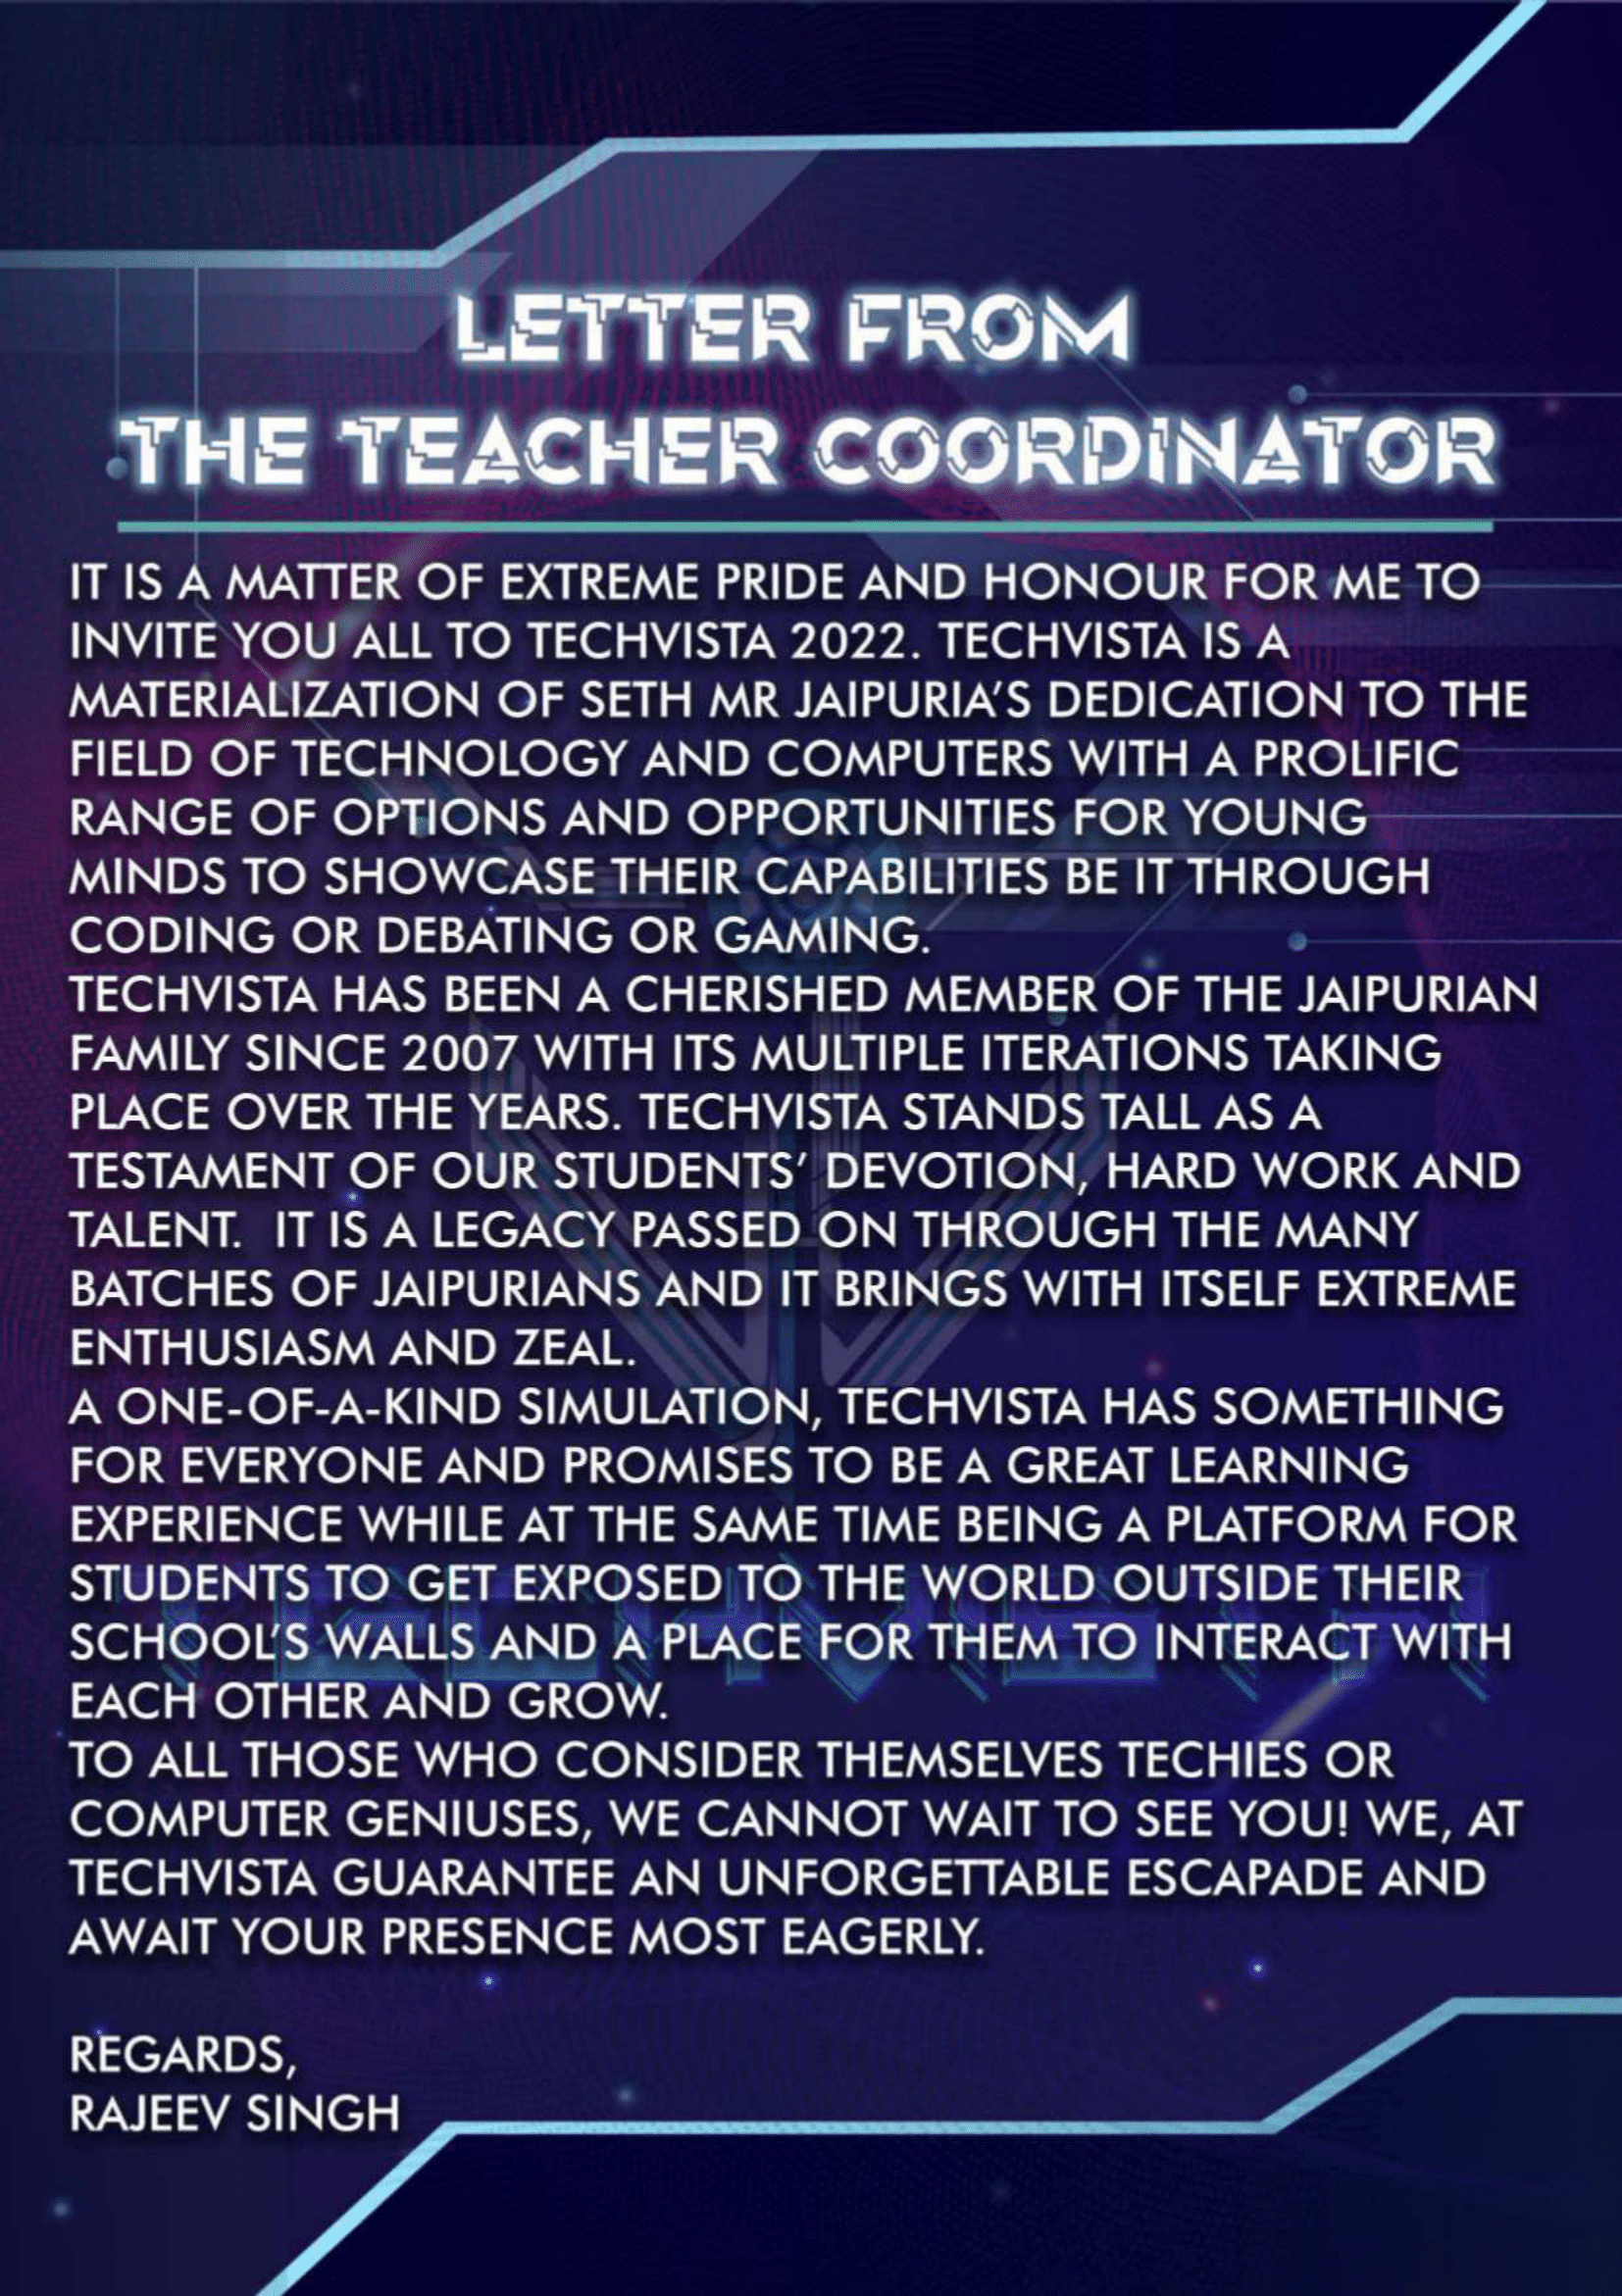 LETTER FROM
THE TEACHER COORDINATOR
IT IS A MATTER OF EXTREME PRIDE AND HONOUR FOR ME TO
INVITE YOU ALL TO TECHVISTA 2022. TECHVISTA IS A
MATERIALIZATION OF SETH MR JAIPURIA'S DEDICATION TO THE
FIELD OF TECHNOLOGY AND COMPUTERS WITH A PROLIFIC
RANGE OF OPTIONS AND OPPORTUNITIES FOR YOUNG
MINDS TO SHOWCASE THEIR CAPABILITIES BE IT THROUGH
CODING OR DEBATING OR GAMING.
TECHVISTA HAS BEEN A CHERISHED MEMBER OF THE JAIPURIAN
FAMILY SINCE 2007 WITH ITS MULTIPLE ITERATIONS TAKING
PLACE OVER THE YEARS. TECHVISTA STANDS TALL AS A
TESTAMENT OF OUR STUDENTS' DEVOTION, HARD WORK AND
TALENT.  IT IS A LEGACY PASSED ON THROUGH THE MANY
BATCHES OF JAIPURIANS AND IT BRINGS WITH ITSELF EXTREME
ENTHUSIASM AND ZEAL.
A ONE-OF-A-KIND SIMULATION, TECHVISTA HAS SOMETHING
FOR EVERYONE AND PROMISES TO BE A GREAT LEARNING
EXPERIENCE WHILE AT THE SAME TIME BEING A PLATFORM FOR
STUDENTS TO GET EXPOSED TO THE WORLD OUTSIDE THEIR
SCHOOL'S WALLS AND A PLACE FOR THEM TO INTERACT WITH
EACH OTHER AND GROW.
TO ALL THOSE WHO CONSIDER THEMSELVES TECHIES OR
COMPUTER GENIUSES, WE CANNOT WAIT TO SEE YOU! WE, AT
TECHVISTA GUARANTEE AN UNFORGETTABLE ESCAPADE AND
AWAIT YOUR PRESENCE MOST EAGERLY.
REGARDS,
RAJEEV SINGH